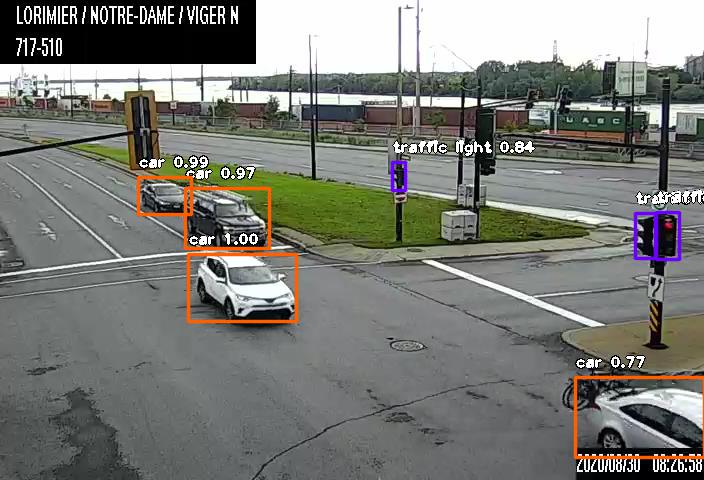 LORIMIER / NOTRE-DAME / VIGER N
717-510
traffic light 0.84
car 0.99
car 0.97
car 1.00
car 0.77
2020/08/30 08:26:58